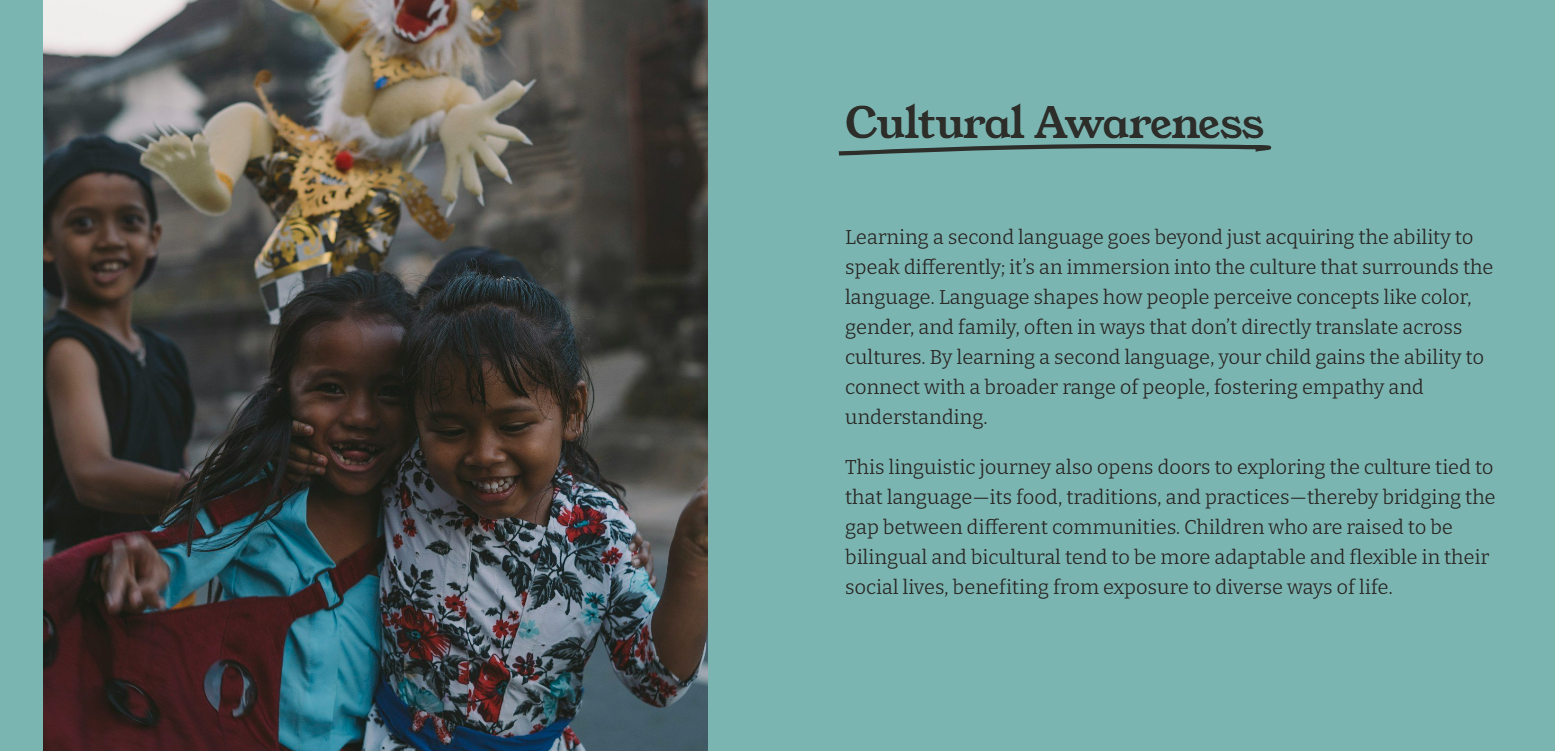 Cultural Awareness
Learning a second language goes beyond just acquiring the ability to
speak differently; it’s an immersion into the culture that surrounds the
language. Language shapes how people perceive concepts like color,
gender, and family, often in ways that don’t directly translate across
cultures. By learning a second language, your child gains the ability to
connect with a broader range of people, fostering empathy and
understanding.
This linguistic journey also opens doors to exploring the culture tied to
that language—its food, traditions, and practices—thereby bridging the
gap between different communities. Children who are raised to be
bilingual and bicultural tend to be more adaptable and flexible in their
social lives, benefiting from exposure to diverse ways of life.